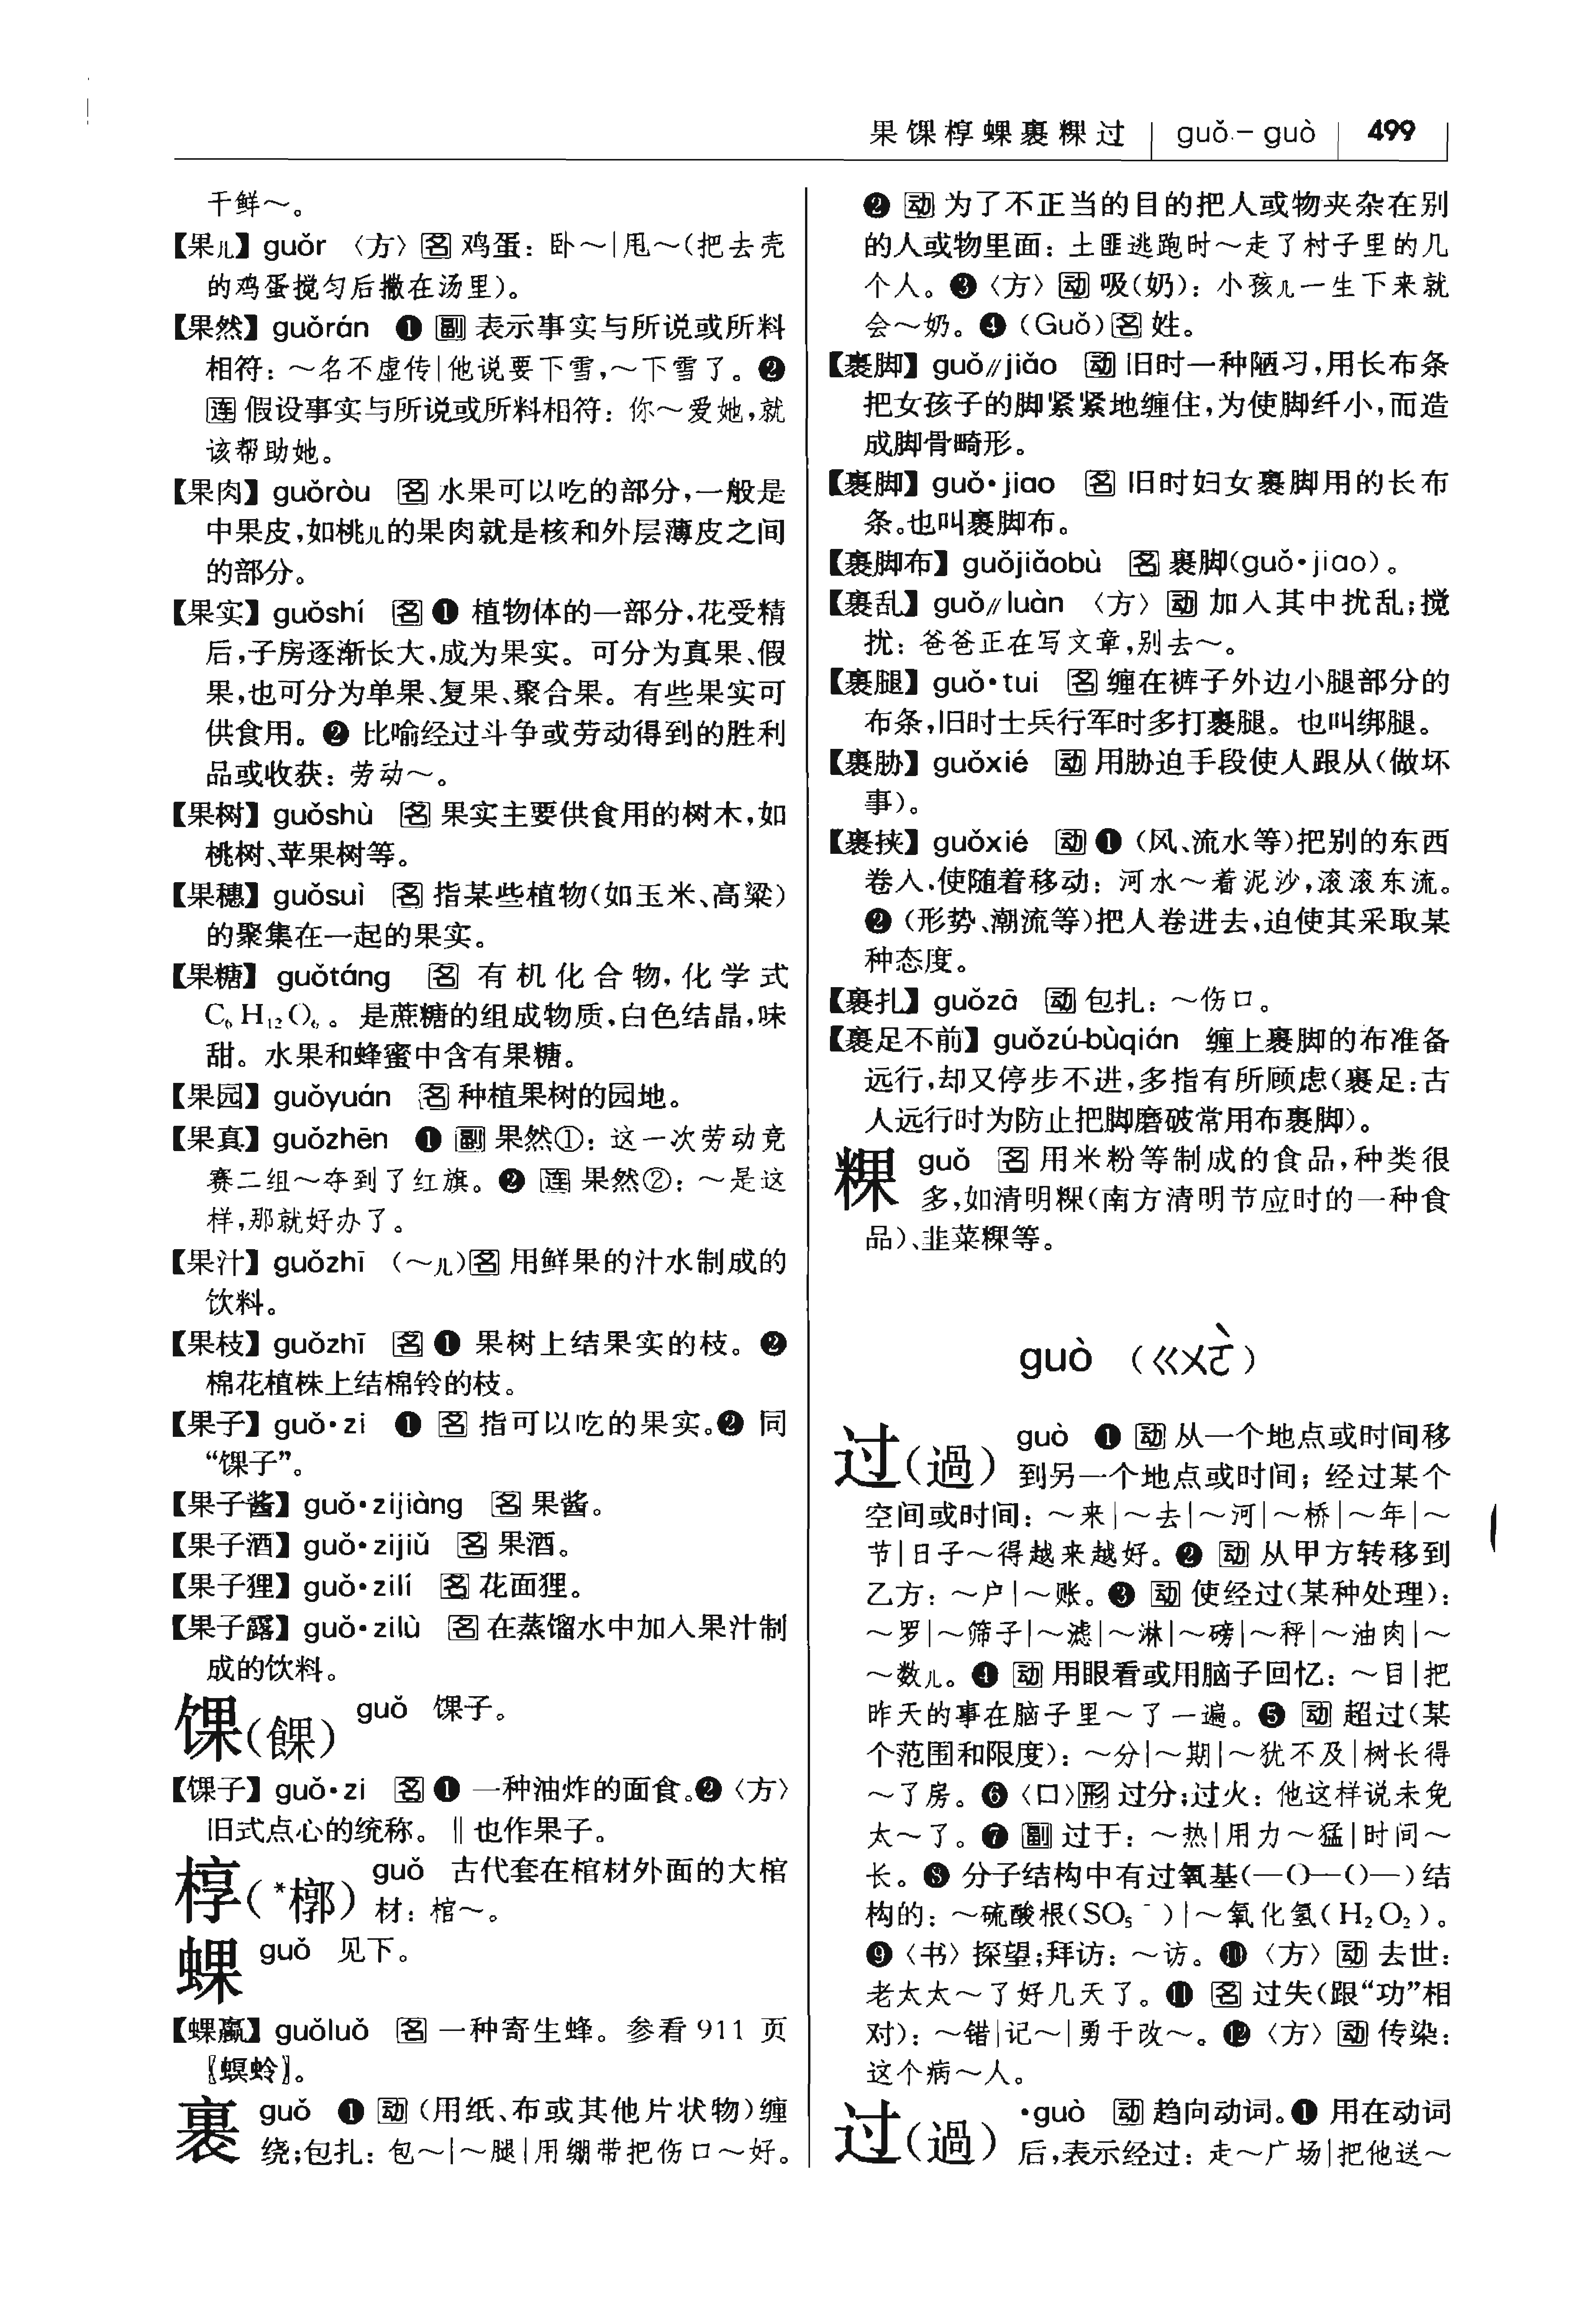 果馃椁蜾裹粿过 | guǒ - guò | 499
干鲜～。
【果儿】guǒr 〈方〉名 鸡蛋：卧～|甩～(把去壳
的鸡蛋搅匀后撒在汤里)。
【果然】guǒrán ❶ 副 表示事实与所说或所料
相符：～名不虚传|他说要下雪,～下雪了。❷
连 假设事实与所说或所料相符：你～爱她,就
该帮助她。
【果肉】guǒròu 名 水果可以吃的部分,一般是
中果皮,如桃儿的果肉就是核和外层薄皮之间
的部分。
【果实】guǒshí 名 ❶ 植物体的一部分,花受精
后,子房逐渐长大,成为果实。可分为真果、假
果,也可分为单果、复果、聚合果。有些果实可
供食用。❷ 比喻经过斗争或劳动得到的胜利
品或收获：劳动～。
【果树】guǒshù 名 果实主要供食用的树木,如
桃树、苹果树等。
【果穗】guǒsuì 名 指某些植物(如玉米、高粱)
的聚集在一起的果实。
【果糖】guǒtáng 名 有机化合物,化学式
C₆H₁₂O₆。是蔗糖的组成物质,白色结晶,味
甜。水果和蜂蜜中含有果糖。
【果园】guǒyuán 名 种植果树的园地。
【果真】guǒzhēn ❶ 副 果然①：这一次劳动竞
赛二组～夺到了红旗。❷ 连 果然②：～是这
样,那就好办了。
【果汁】guǒzhī (～儿)名 用鲜果的汁水制成的
饮料。
【果枝】guǒzhī 名 ❶ 果树上结果实的枝。❷
棉花植株上结棉铃的枝。
【果子】guǒ•zi ❶ 名 指可以吃的果实。❷ 同
“馃子”。
【果子酱】guǒ•zijiàng 名 果酱。
【果子酒】guǒ•zijiǔ 名 果酒。
【果子狸】guǒ•zilí 名 花面狸。
【果子露】guǒ•zilù 名 在蒸馏水中加入果汁制
成的饮料。
馃(餜) guǒ 馃子。
【馃子】guǒ•zi 名 ❶ 一种油炸的面食。❷〈方〉
旧式点心的统称。‖也作果子。
椁(*槨) guǒ 古代套在棺材外面的大棺
材：棺～。
蜾 guǒ 见下。
【蜾蠃】guǒluǒ 名 一种寄生蜂。参看 911 页
〖螟蛉〗。
裹 guǒ ❶ 动 (用纸、布或其他片状物)缠
绕;包扎：包～|～腿|用绷带把伤口～好。
❷ 动 为了不正当的目的把人或物夹杂在别
的人或物里面：土匪逃跑时～走了村子里的几
个人。❸〈方〉动 吸(奶)：小孩儿一生下来就
会～奶。❹ (Guǒ)名 姓。
【裹脚】guǒ∥jiǎo 动 旧时一种陋习,用长布条
把女孩子的脚紧紧地缠住,为使脚纤小,而造
成脚骨畸形。
【裹脚】guǒ•jiao 名 旧时妇女裹脚用的长布
条。也叫裹脚布。
【裹脚布】guǒjiǎobù 名 裹脚(guǒ•jiao)。
【裹乱】guǒ∥luàn 〈方〉动 加入其中扰乱;搅
扰：爸爸正在写文章,别去～。
【裹腿】guǒ•tui 名 缠在裤子外边小腿部分的
布条,旧时士兵行军时多打裹腿。也叫绑腿。
【裹胁】guǒxié 动 用胁迫手段使人跟从(做坏
事)。
【裹挟】guǒxié 动 ❶ (风、流水等)把别的东西
卷入,使随着移动：河水～着泥沙,滚滚东流。
❷ (形势、潮流等)把人卷进去,迫使其采取某
种态度。
【裹扎】guǒzā 动 包扎：～伤口。
【裹足不前】guǒzú-bùqián 缠上裹脚的布准备
远行,却又停步不进,多指有所顾虑(裹足：古
人远行时为防止把脚磨破常用布裹脚)。
粿 guǒ 名 用米粉等制成的食品,种类很
多,如清明粿(南方清明节应时的一种食
品)、韭菜粿等。
guò (ㄍㄨㄛˋ)
过(過) guò ❶ 动 从一个地点或时间移
到另一个地点或时间；经过某个
空间或时间：～来|～去|～河|～桥|～年|～
节|日子～得越来越好。❷ 动 从甲方转移到
乙方：～户|～账。❸ 动 使经过(某种处理)：
～罗|～筛子|～滤|～淋|～磅|～秤|～油肉|～
～数儿。❹ 动 用眼看或用脑子回忆：～目|把
昨天的事在脑子里～了一遍。❺ 动 超过(某
个范围和限度)：～分|～期|～犹不及|树长得
～了房。❻〈口〉形 过分;过火：他这样说未免
太～了。❼ 副 过于：～热|用力～猛|时间～
长。❽ 分子结构中有过氧基(—O—O—)结
构的：～硫酸根(SO₅⁻)|～氧化氢(H₂O₂)。
❾〈书〉探望;拜访：～访。❿〈方〉动 去世：
老太太～了好几天了。⓫ 名 过失(跟“功”相
对)：～错|记～|勇于改～。⓬〈方〉动 传染：
这个病～人。
过(過) •guò 动 趋向动词。❶ 用在动词
后,表示经过：走～广场|把他送～